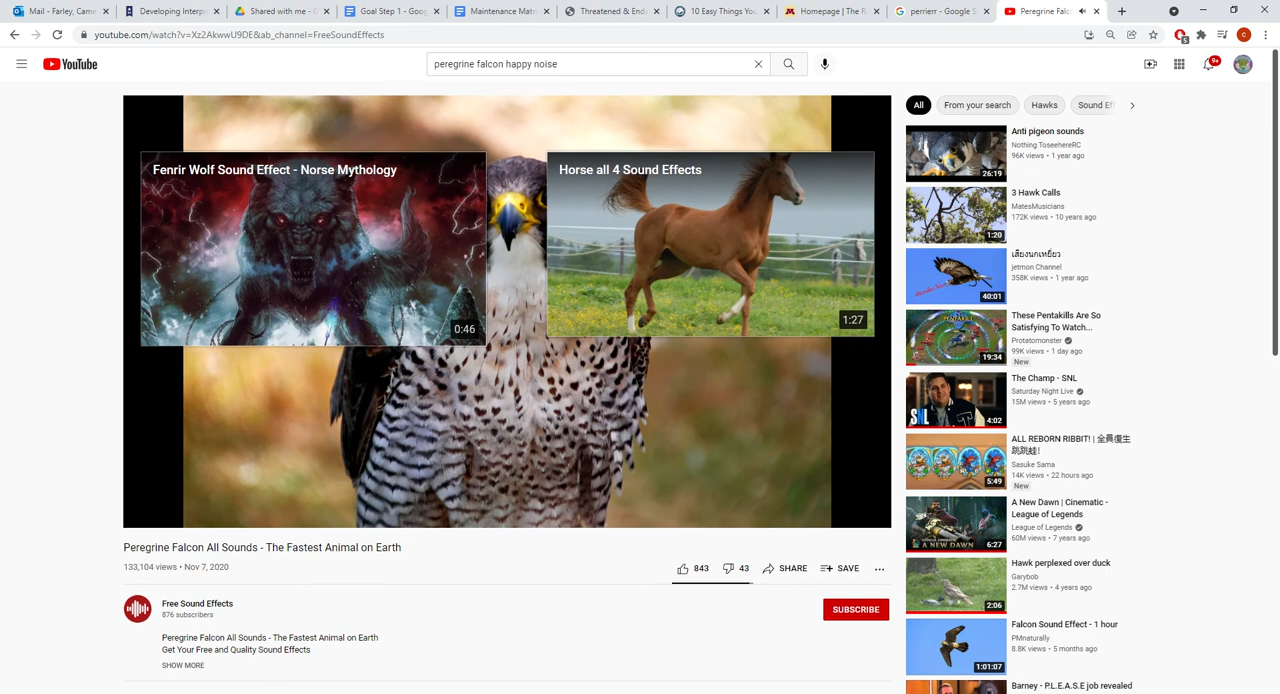 Mail - Farley, Came
Developing Interpre
Shared with me - G
Goal Step 1 - Goog
Maintenance Matri
Threatened & Enda
10 Easy Things You
Homepage | The R
perrierr - Google S
Peregrine Falco
youtube.com/watch?v=Xz2AkwwU9DE&ab_channel=FreeSoundEffects
5
C
YouTube
peregrine falcon happy noise
9+
Fenrir Wolf Sound Effect - Norse Mythology
0:46
Horse all 4 Sound Effects
1:27
Peregrine Falcon All Sounds - The Fastest Animal on Earth
133,104 views • Nov 7, 2020
843
43
SHARE
SAVE
Free Sound Effects
876 subscribers
SUBSCRIBE
Peregrine Falcon All Sounds - The Fastest Animal on Earth
Get Your Free and Quality Sound Effects
SHOW MORE
All
From your search
Hawks
Sound Eff
Anti pigeon sounds
Nothing ToseehereRC
96K views • 1 year ago
26:19
3 Hawk Calls
MatesMusicians
172K views • 10 years ago
1:20
เสียงนกเหยี่ยว
jetmon Channel
358K views • 1 year ago
40:01
These Pentakills Are So
Satisfying To Watch...
Protatomonster
99K views • 1 day ago
New
19:34
The Champ - SNL
Saturday Night Live
15M views • 5 years ago
SNL
4:02
ALL REBORN RIBBIT! | 全員復生
跳跳蛙!
Sasuke Sama
14K views • 22 hours ago
New
5:49
A New Dawn | Cinematic -
League of Legends
League of Legends
60M views • 7 years ago
A NEW DAWN
6:27
Hawk perplexed over duck
Garybob
2.7M views • 4 years ago
2:06
Falcon Sound Effect - 1 hour
PMnaturally
8.8K views • 5 months ago
1:01:07
Barney - P.L.E.A.S.E job revealed